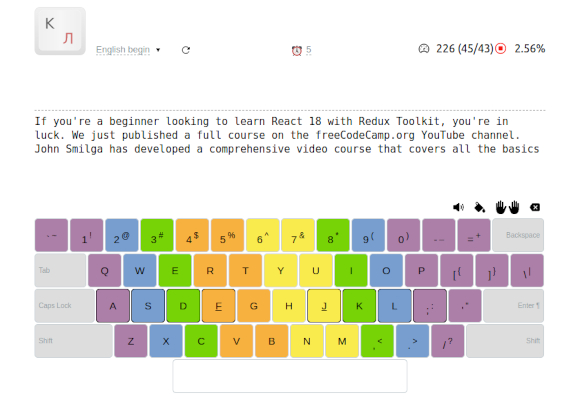 K
Л
English begin ▼
5
226 (45/43)
2.56%
If you're a beginner looking to learn React 18 with Redux Toolkit, you're in
luck. We just published a full course on the freeCodeCamp.org YouTube channel.
John Smilga has developed a comprehensive video course that covers all the basics
` ~ 1 ! 2 @ 3 # 4 $ 5 % 6 ^ 7 & 8 * 9 ( 0 ) - _ = + Backspace
Tab Q W E R T Y U I O P [ { ] } \ |
Caps Lock A S D F G H J K L ; : ' " Enter ¶
Shift Z X C V B N M , < . > / ? Shift